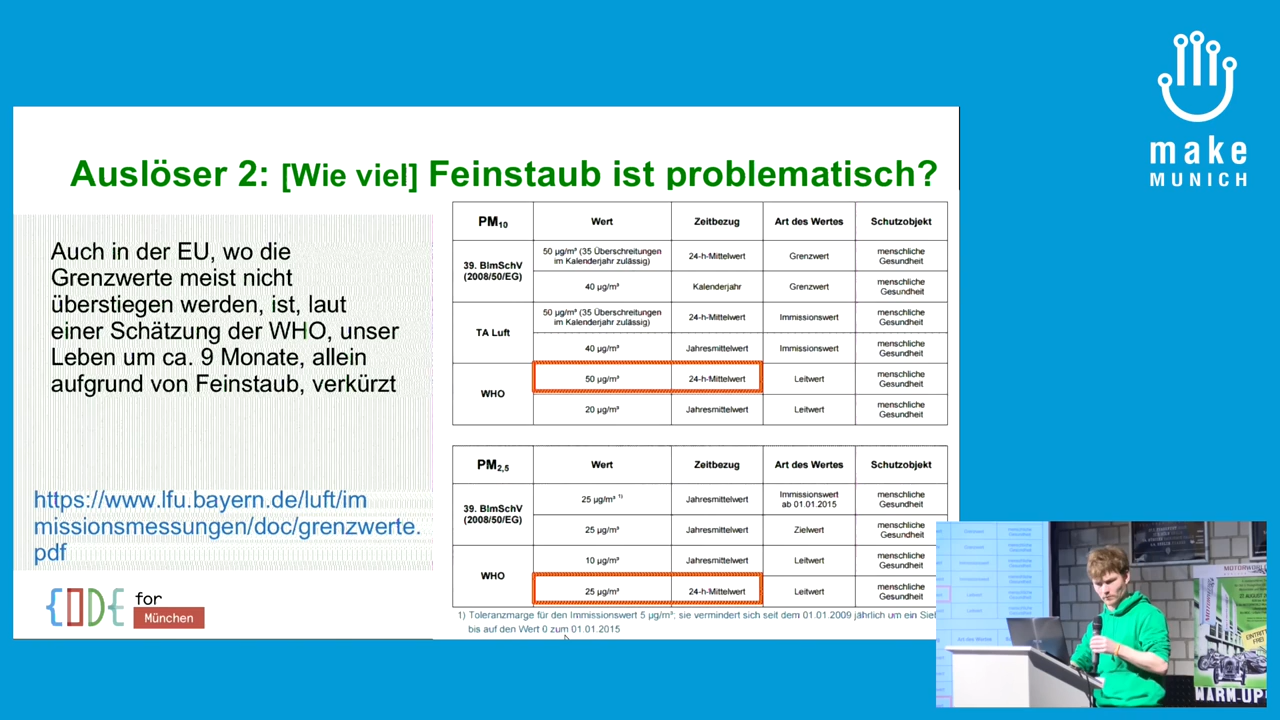 make
MUNICH
Auslöser 2: [Wie viel] Feinstaub ist problematisch?
Auch in der EU, wo die
Grenzwerte meist nicht
überstiegen werden, ist, laut
einer Schätzung der WHO, unser
Leben um ca. 9 Monate, allein
aufgrund von Feinstaub, verkürzt
https://www.lfu.bayern.de/luft/im
missionsmessungen/doc/grenzwerte.
pdf
CODE for
München
PM10 Wert Zeitbezug Art des Wertes Schutzobjekt
39. BImSchV
(2008/50/EG)
50 µg/m³ (35 Überschreitungen
im Kalenderjahr zulässig)
24-h-Mittelwert Grenzwert
menschliche
Gesundheit
40 µg/m³ Kalenderjahr Grenzwert
menschliche
Gesundheit
TA Luft
50 µg/m³ (35 Überschreitungen
im Kalenderjahr zulässig)
24-h-Mittelwert Immissionswert
menschliche
Gesundheit
40 µg/m³ Jahresmittelwert Immissionswert
menschliche
Gesundheit
WHO
50 µg/m³ 24-h-Mittelwert Leitwert
menschliche
Gesundheit
20 µg/m³ Jahresmittelwert Leitwert
menschliche
Gesundheit
PM2,5 Wert Zeitbezug Art des Wertes Schutzobjekt
39. BImSchV
(2008/50/EG)
25 µg/m³ 1) Jahresmittelwert
Immissionswert
ab 01.01.2015
menschliche
Gesundheit
25 µg/m³ Jahresmittelwert Zielwert
menschliche
Gesundheit
WHO
10 µg/m³ Jahresmittelwert Leitwert
menschliche
Gesundheit
25 µg/m³ 24-h-Mittelwert Leitwert
menschliche
Gesundheit
1) Toleranzmarge für den Immissionswert 5 µg/m³; sie vermindert sich seit dem 01.01.2009 jährlich um ein Sie
bis auf den Wert 0 zum 01.01.2015
WARM-UP